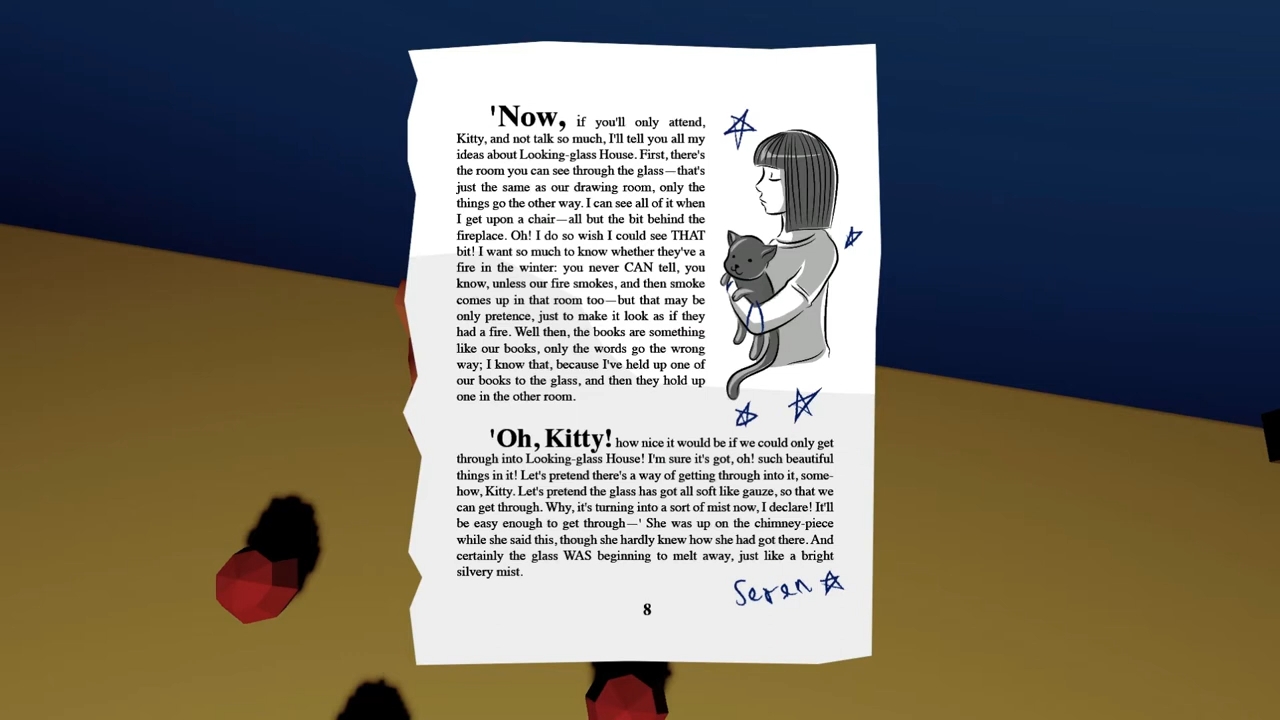 'Now, if you'll only attend,
Kitty, and not talk so much, I'll tell you all my
ideas about Looking-glass House. First, there's
the room you can see through the glass—that's
just the same as our drawing room, only the
things go the other way. I can see all of it when
I get upon a chair—all but the bit behind the
fireplace. Oh! I do so wish I could see THAT
bit! I want so much to know whether they've a
fire in the winter: you never CAN tell, you
know, unless our fire smokes, and then smoke
comes up in that room too—but that may be
only pretence, just to make it look as if they
had a fire. Well then, the books are something
like our books, only the words go the wrong
way; I know that, because I've held up one of
our books to the glass, and then they hold up
one in the other room.
'Oh, Kitty! how nice it would be if we could only get
through into Looking-glass House! I'm sure it's got, oh! such beautiful
things in it! Let's pretend there's a way of getting through into it, some-
how, Kitty. Let's pretend the glass has got all soft like gauze, so that we
can get through. Why, it's turning into a sort of mist now, I declare! It'll
be easy enough to get through—' She was up on the chimney-piece
while she said this, though she hardly knew how she had got there. And
certainly the glass WAS beginning to melt away, just like a bright
silvery mist.
Seren
8